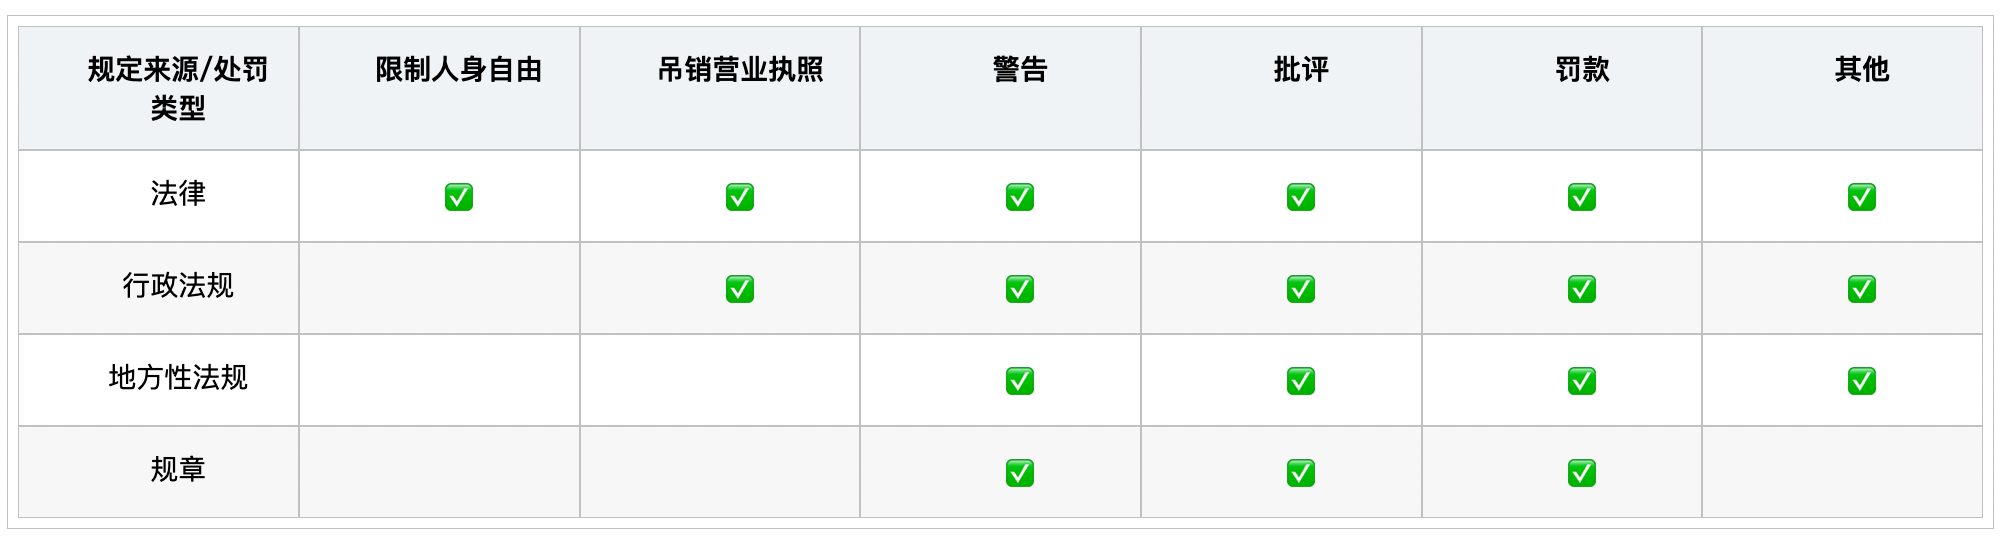 规定来源/处罚类型 限制人身自由 吊销营业执照 警告 批评 罚款 其他
法律 ✅ ✅ ✅ ✅ ✅ ✅
行政法规 ✅ ✅ ✅ ✅ ✅
地方性法规 ✅ ✅ ✅ ✅
规章 ✅ ✅ ✅